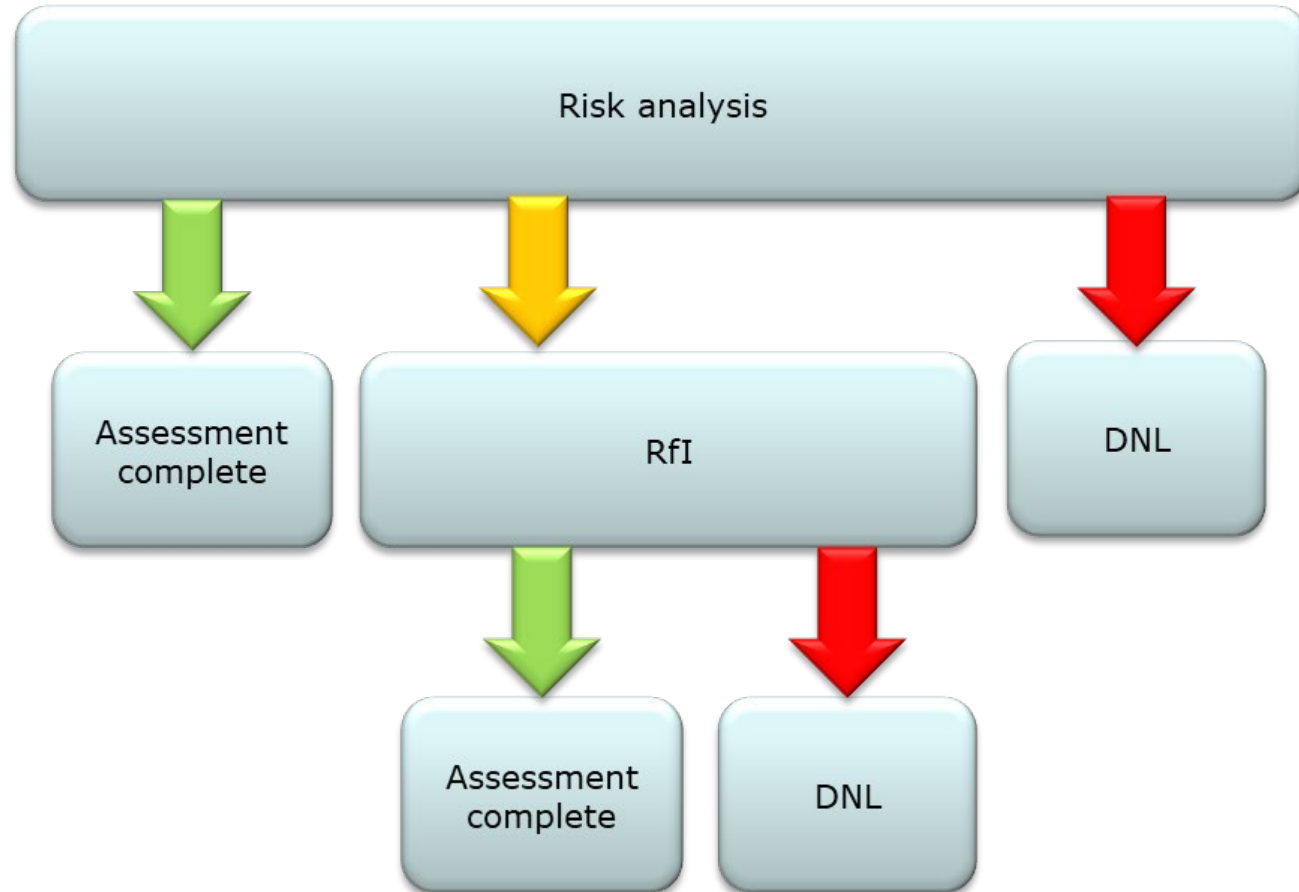 Risk analysis
Assessment
complete
RfI
DNL
Assessment
complete
DNL